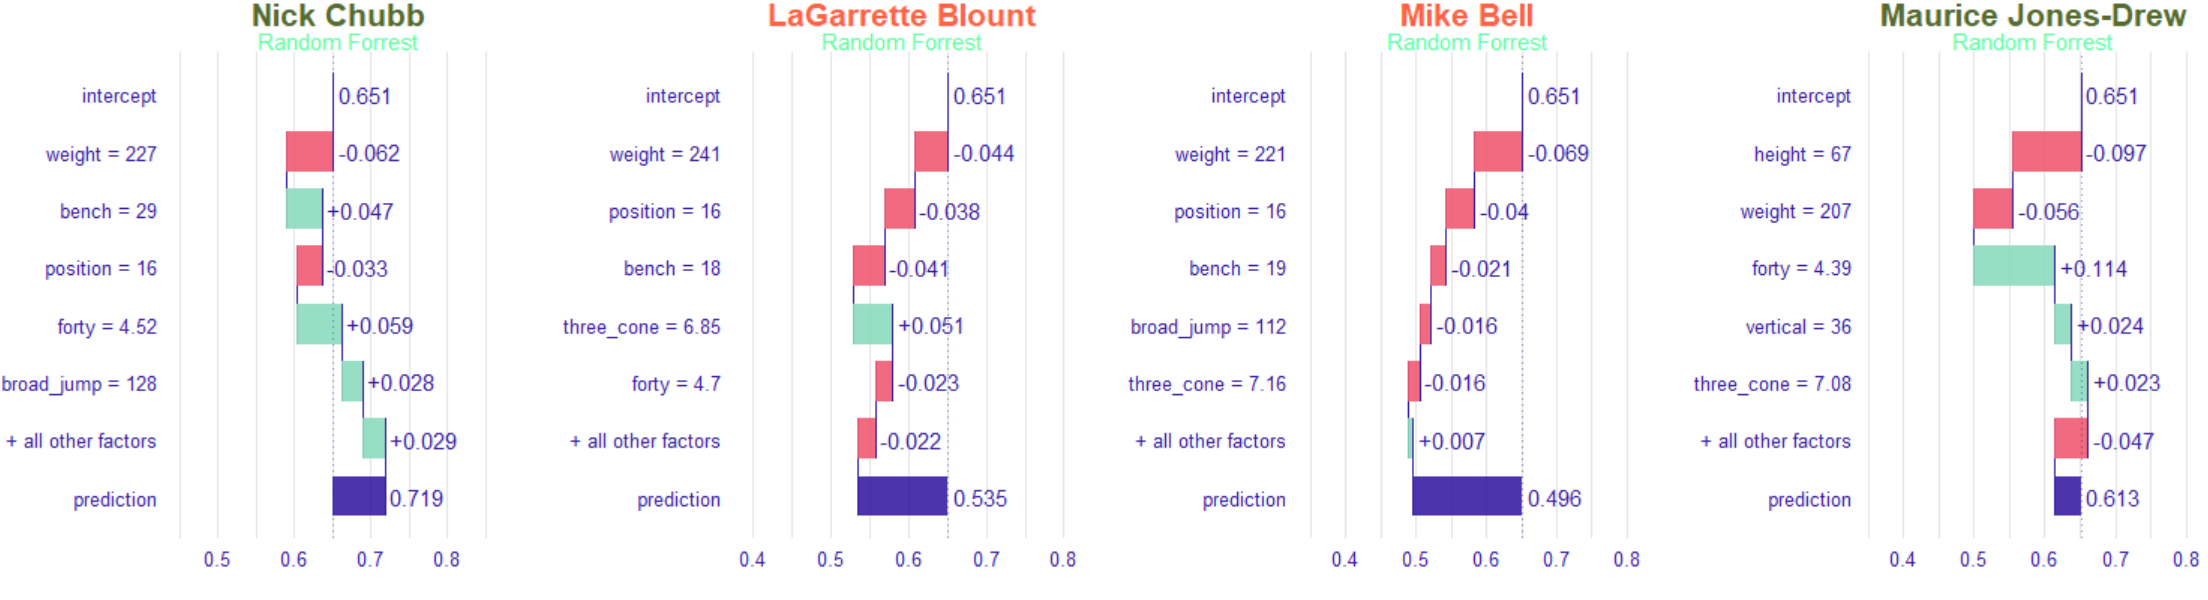 Nick Chubb
Random Forrest
intercept 0.651
weight = 227 -0.062
bench = 29 +0.047
position = 16 -0.033
forty = 4.52 +0.059
broad_jump = 128 +0.028
+ all other factors +0.029
prediction 0.719
0.5 0.6 0.7 0.8
LaGarrette Blount
Random Forrest
intercept 0.651
weight = 241 -0.044
position = 16 -0.038
bench = 18 -0.041
three_cone = 6.85 +0.051
forty = 4.7 -0.023
+ all other factors -0.022
prediction 0.535
0.4 0.5 0.6 0.7 0.8
Mike Bell
Random Forrest
intercept 0.651
weight = 221 -0.069
position = 16 -0.04
bench = 19 -0.021
broad_jump = 112 -0.016
three_cone = 7.16 -0.016
+ all other factors +0.007
prediction 0.496
0.4 0.5 0.6 0.7 0.8
Maurice Jones-Drew
Random Forrest
intercept 0.651
height = 67 -0.097
weight = 207 -0.056
forty = 4.39 +0.114
vertical = 36 +0.024
three_cone = 7.08 +0.023
+ all other factors -0.047
prediction 0.613
0.4 0.5 0.6 0.7 0.8